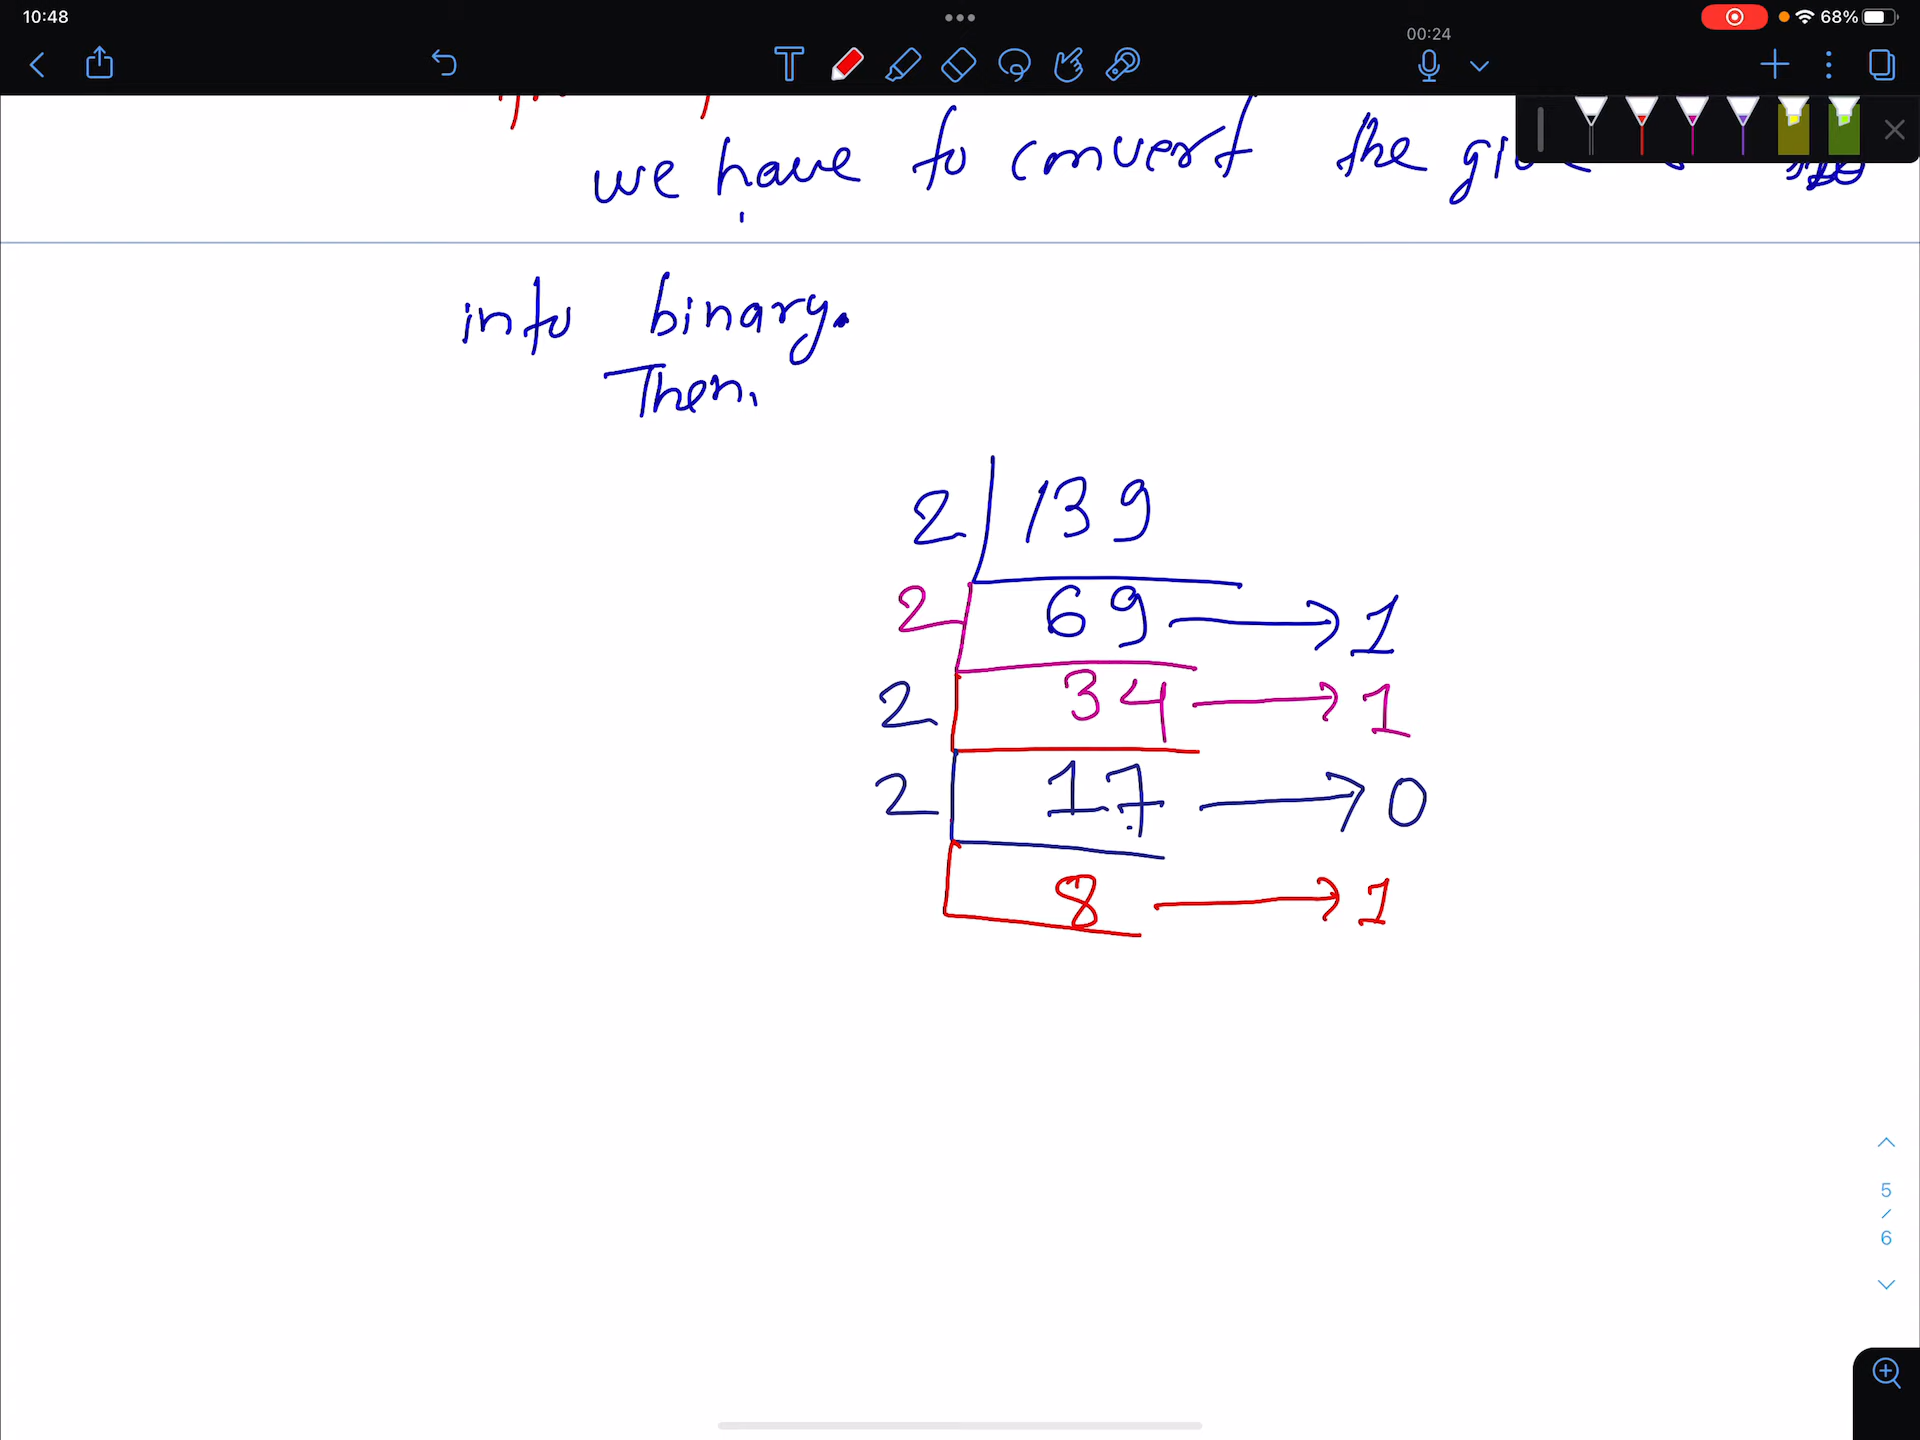 10:48
68%
00:24
we have to convert the
into binary.
Then,
2 139
2 69 → 1
2 34 → 1
2 17 → 0
8 → 1
5
/
6